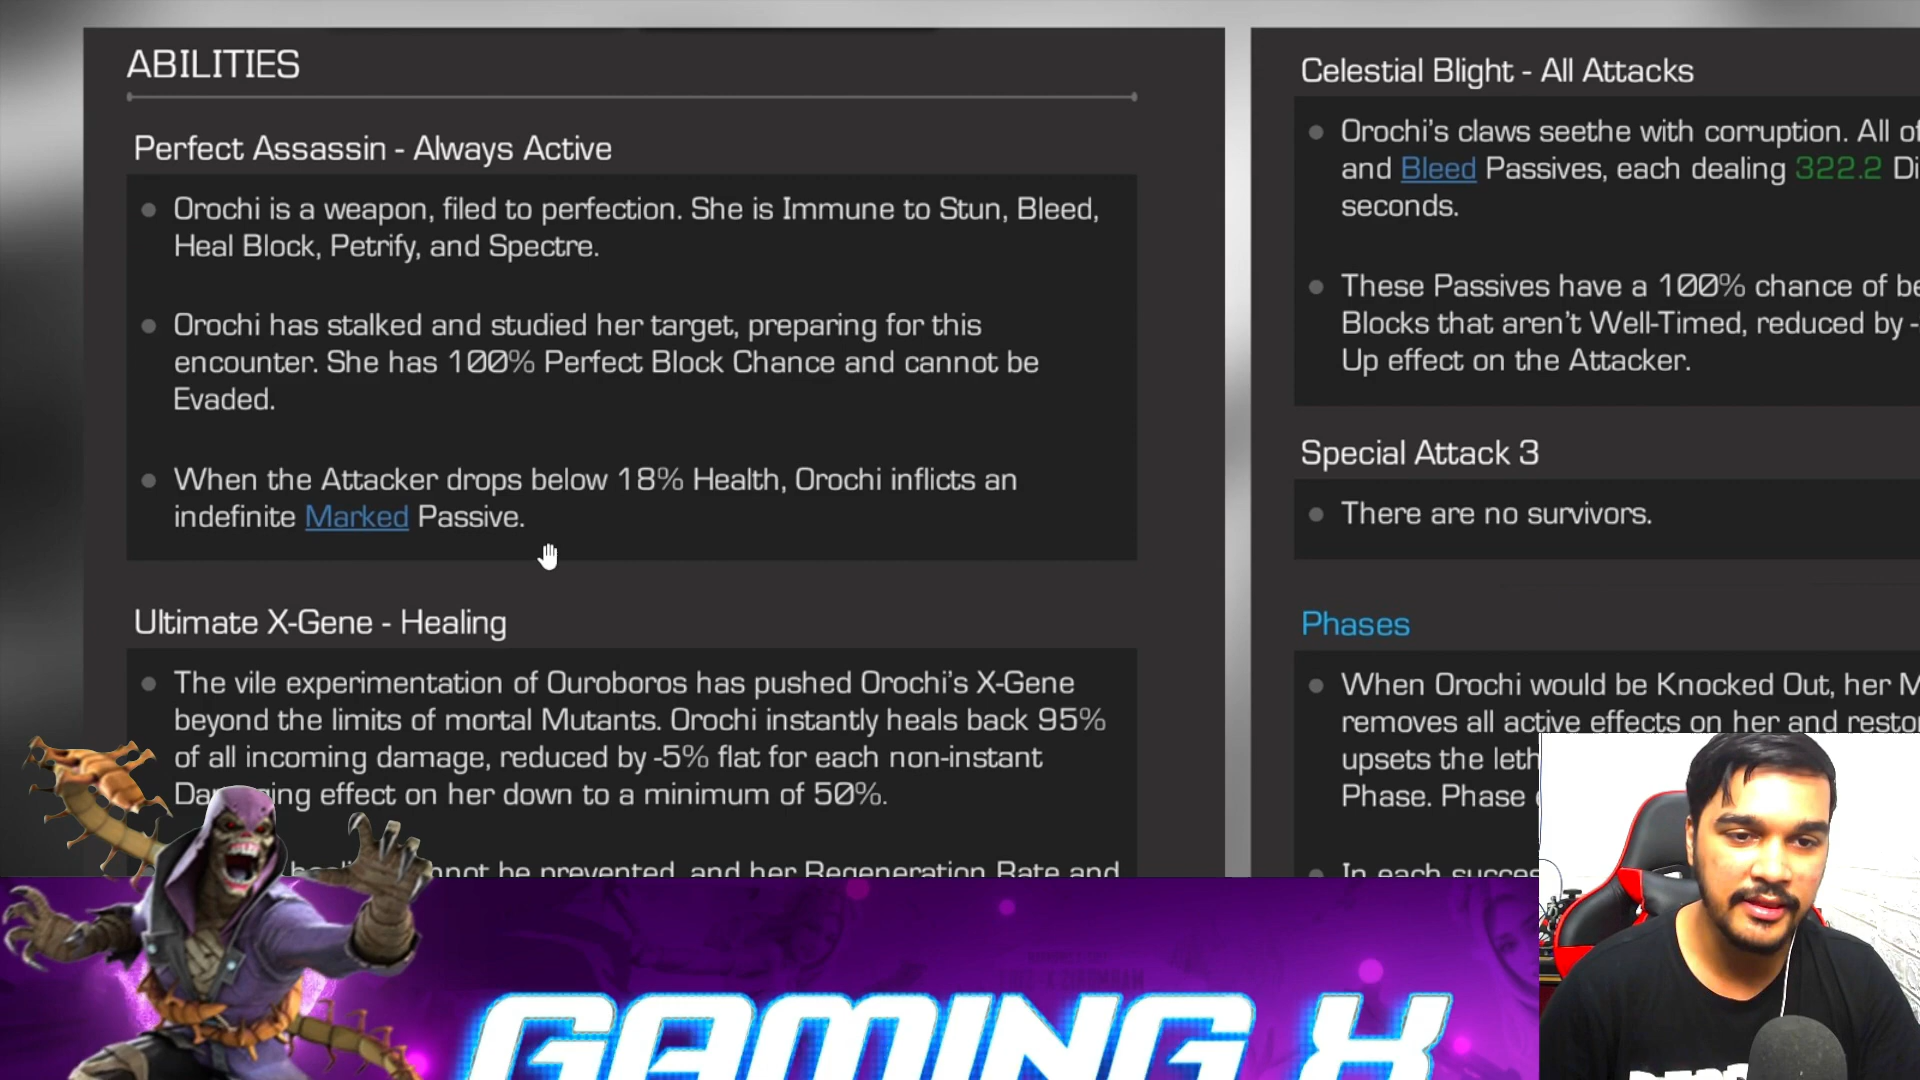 ABILITIES
Perfect Assassin - Always Active
Orochi is a weapon, filed to perfection. She is Immune to Stun, Bleed,
Heal Block, Petrify, and Spectre.
Orochi has stalked and studied her target, preparing for this
encounter. She has 100% Perfect Block Chance and cannot be
Evaded.
When the Attacker drops below 18% Health, Orochi inflicts an
indefinite Marked Passive.
Ultimate X-Gene - Healing
The vile experimentation of Ouroboros has pushed Orochi's X-Gene
beyond the limits of mortal Mutants. Orochi instantly heals back 95%
of all incoming damage, reduced by -5% flat for each non-instant
effect on her down to a minimum of 50%.
be prevented, and her Regeneration Rate and
Celestial Blight - All Attacks
Orochi's claws seethe with corruption. All
and Bleed Passives, each dealing 322.2
seconds.
These Passives have a 100% chance of
Blocks that aren't Well-Timed, reduced by
Up effect on the Attacker.
Special Attack 3
There are no survivors.
Phases
When Orochi would be Knocked Out, her
removes all active effects on her and
upsets the
Phase. Phase
In each
GAMING X